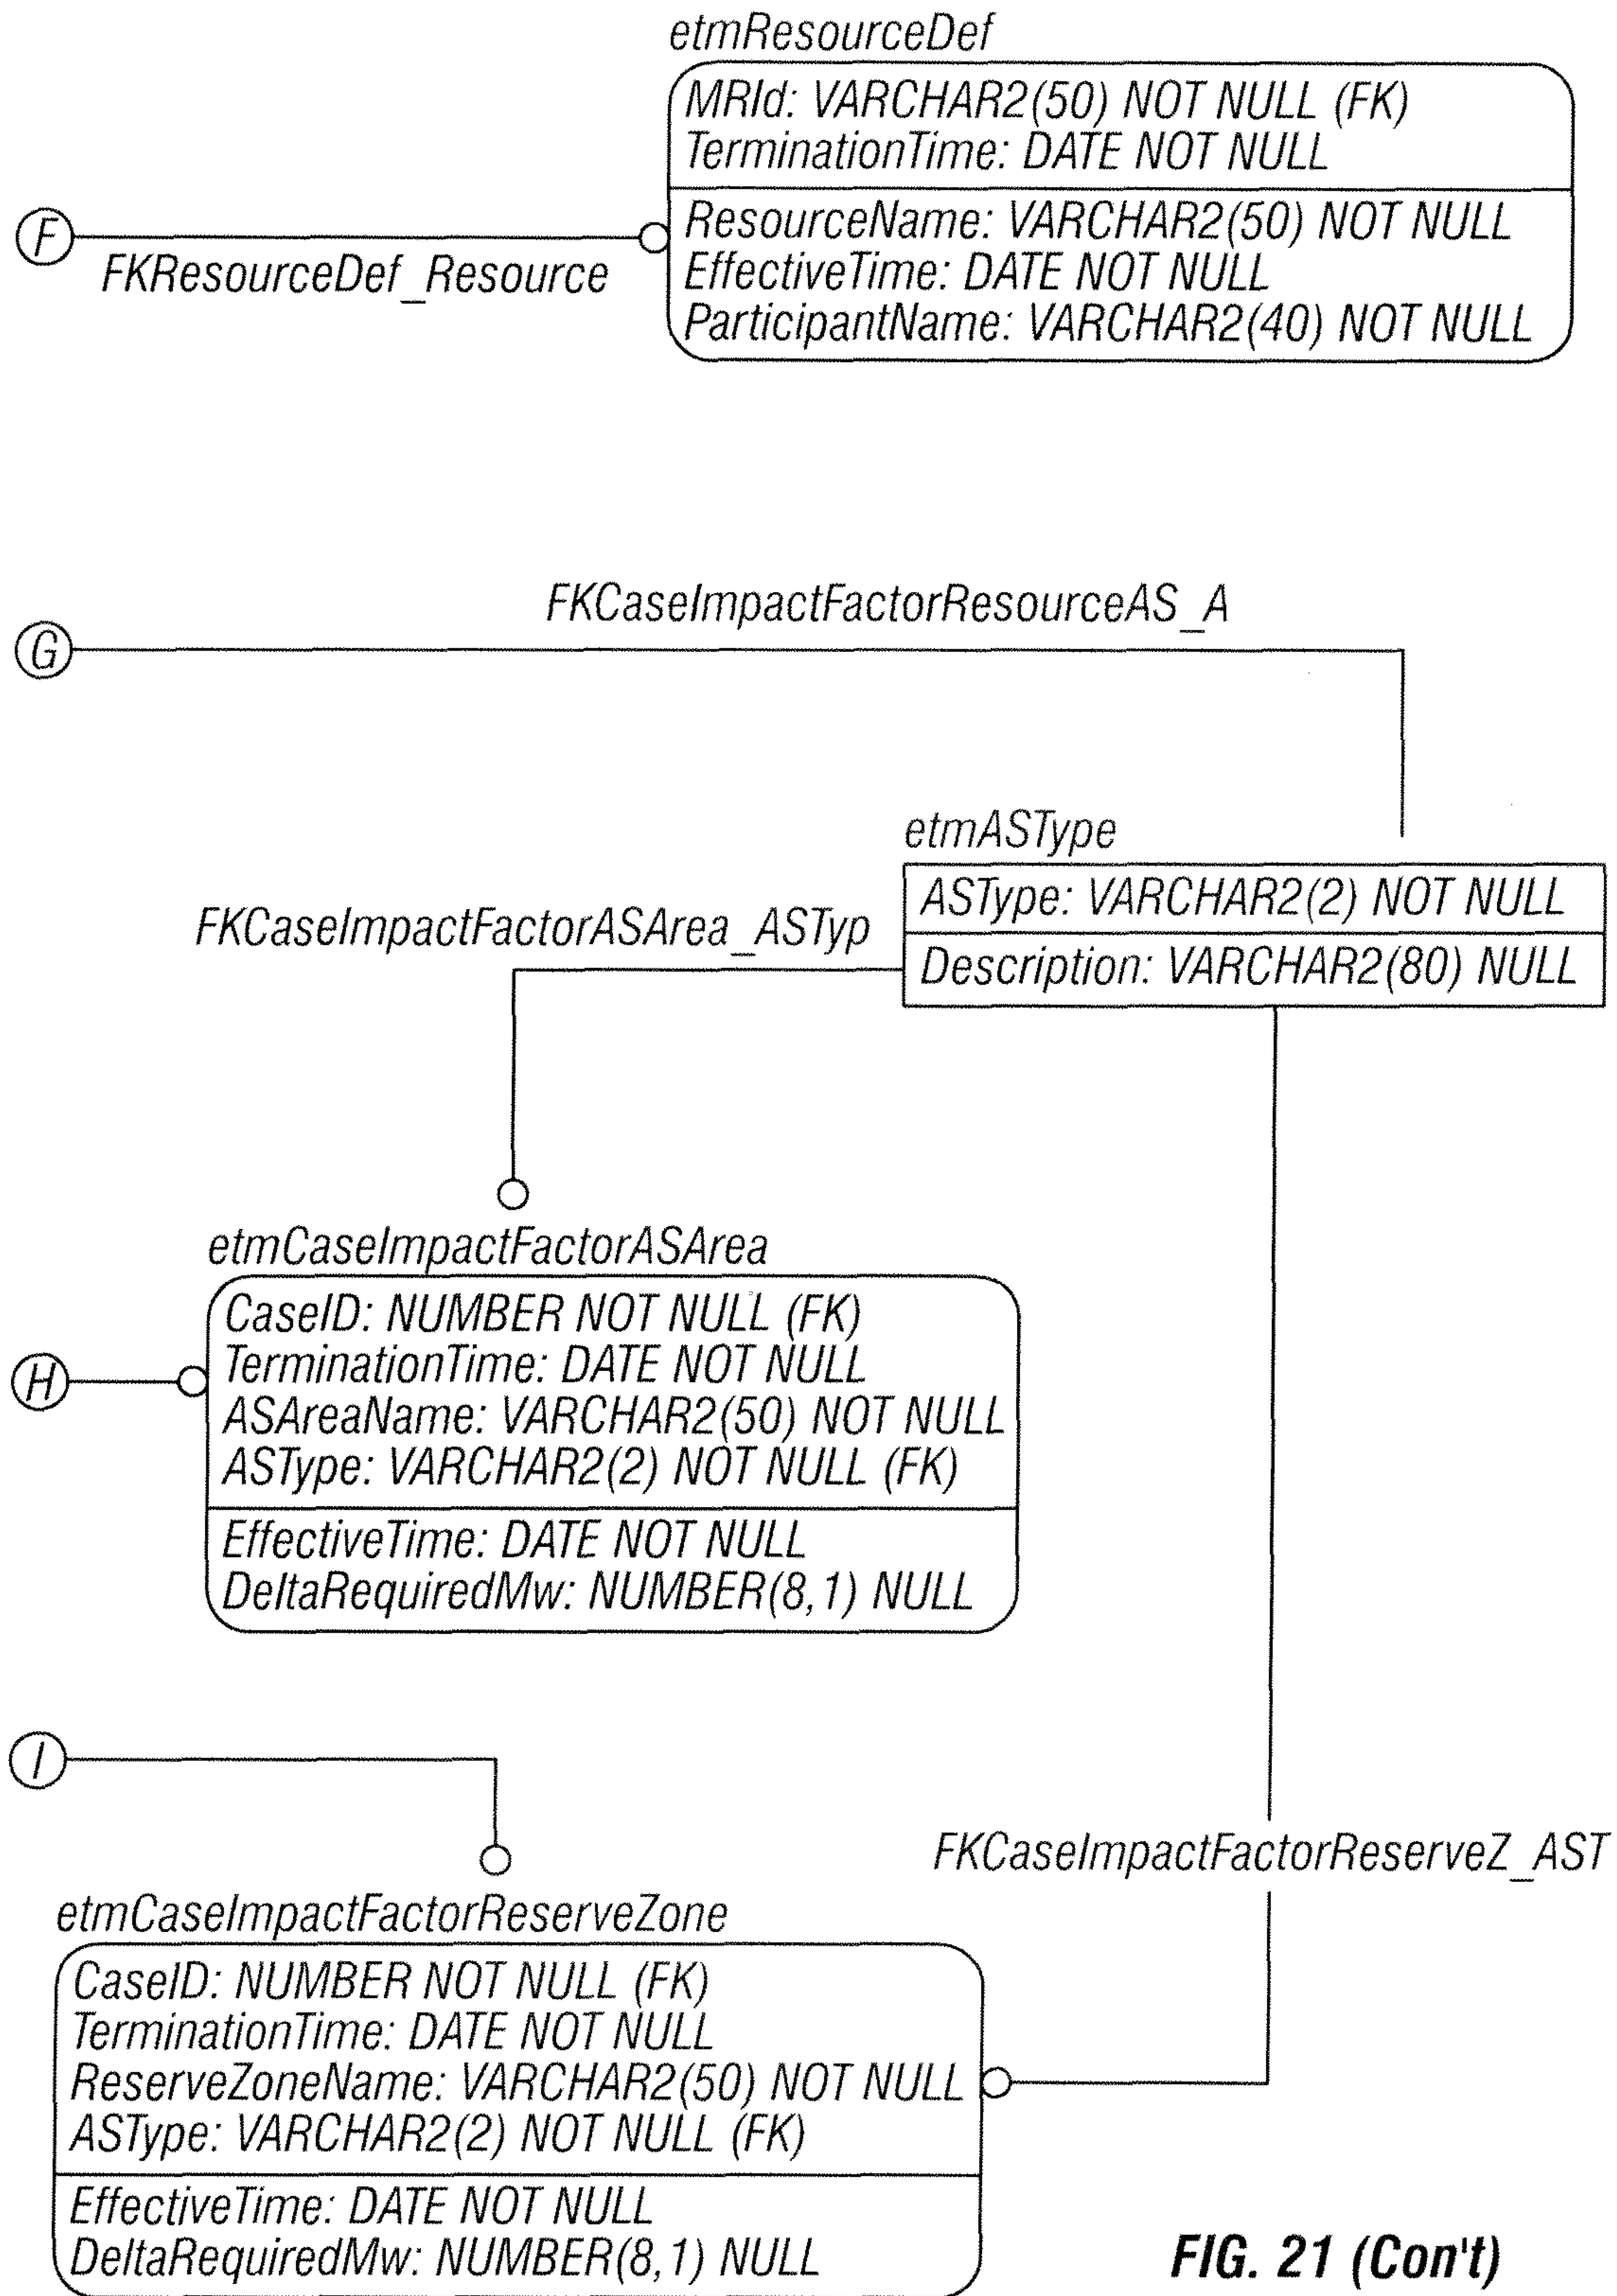 etmResourceDef
MRId: VARCHAR2(50) NOT NULL (FK)
TerminationTime: DATE NOT NULL
ResourceName: VARCHAR2(50) NOT NULL
EffectiveTime: DATE NOT NULL
ParticipantName: VARCHAR2(40) NOT NULL
F
FKResourceDef_Resource
FKCaseImpactFactorResourceAS_A
G
etmASType
ASType: VARCHAR2(2) NOT NULL
Description: VARCHAR2(80) NULL
FKCaseImpactFactorASArea_ASTyp
etmCaseImpactFactorASArea
CaseID: NUMBER NOT NULL (FK)
TerminationTime: DATE NOT NULL
ASAreaName: VARCHAR2(50) NOT NULL
ASType: VARCHAR2(2) NOT NULL (FK)
EffectiveTime: DATE NOT NULL
DeltaRequiredMw: NUMBER(8,1) NULL
H
I
FKCaseImpactFactorReserveZ_AST
etmCaseImpactFactorReserveZone
CaseID: NUMBER NOT NULL (FK)
TerminationTime: DATE NOT NULL
ReserveZoneName: VARCHAR2(50) NOT NULL
ASType: VARCHAR2(2) NOT NULL (FK)
EffectiveTime: DATE NOT NULL
DeltaRequiredMw: NUMBER(8,1) NULL
FIG. 21 (Con't)